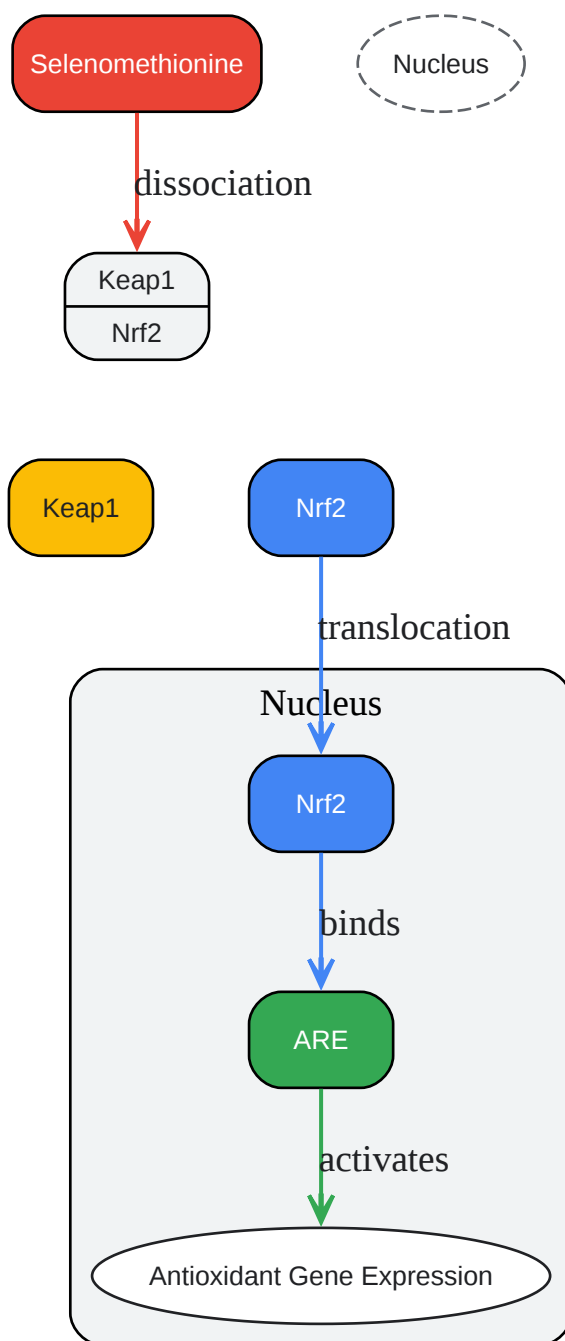 Selenomethionine
Nucleus
dissociation
Keap1
Nrf2
Keap1
Nrf2
translocation
Nucleus
Nrf2
binds
ARE
activates
Antioxidant Gene Expression